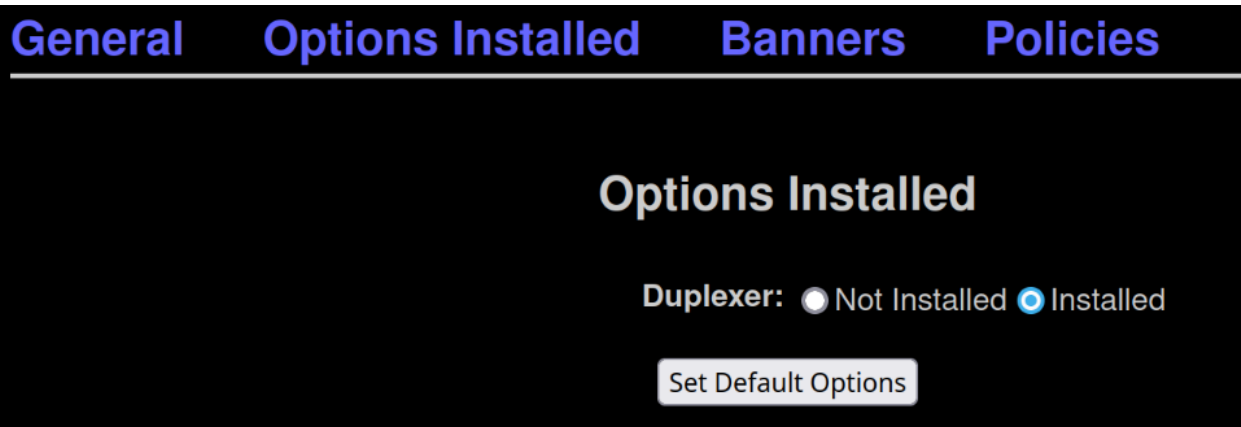 General Options Installed Banners Policies
Options Installed
Duplexer: Not Installed Installed
Set Default Options